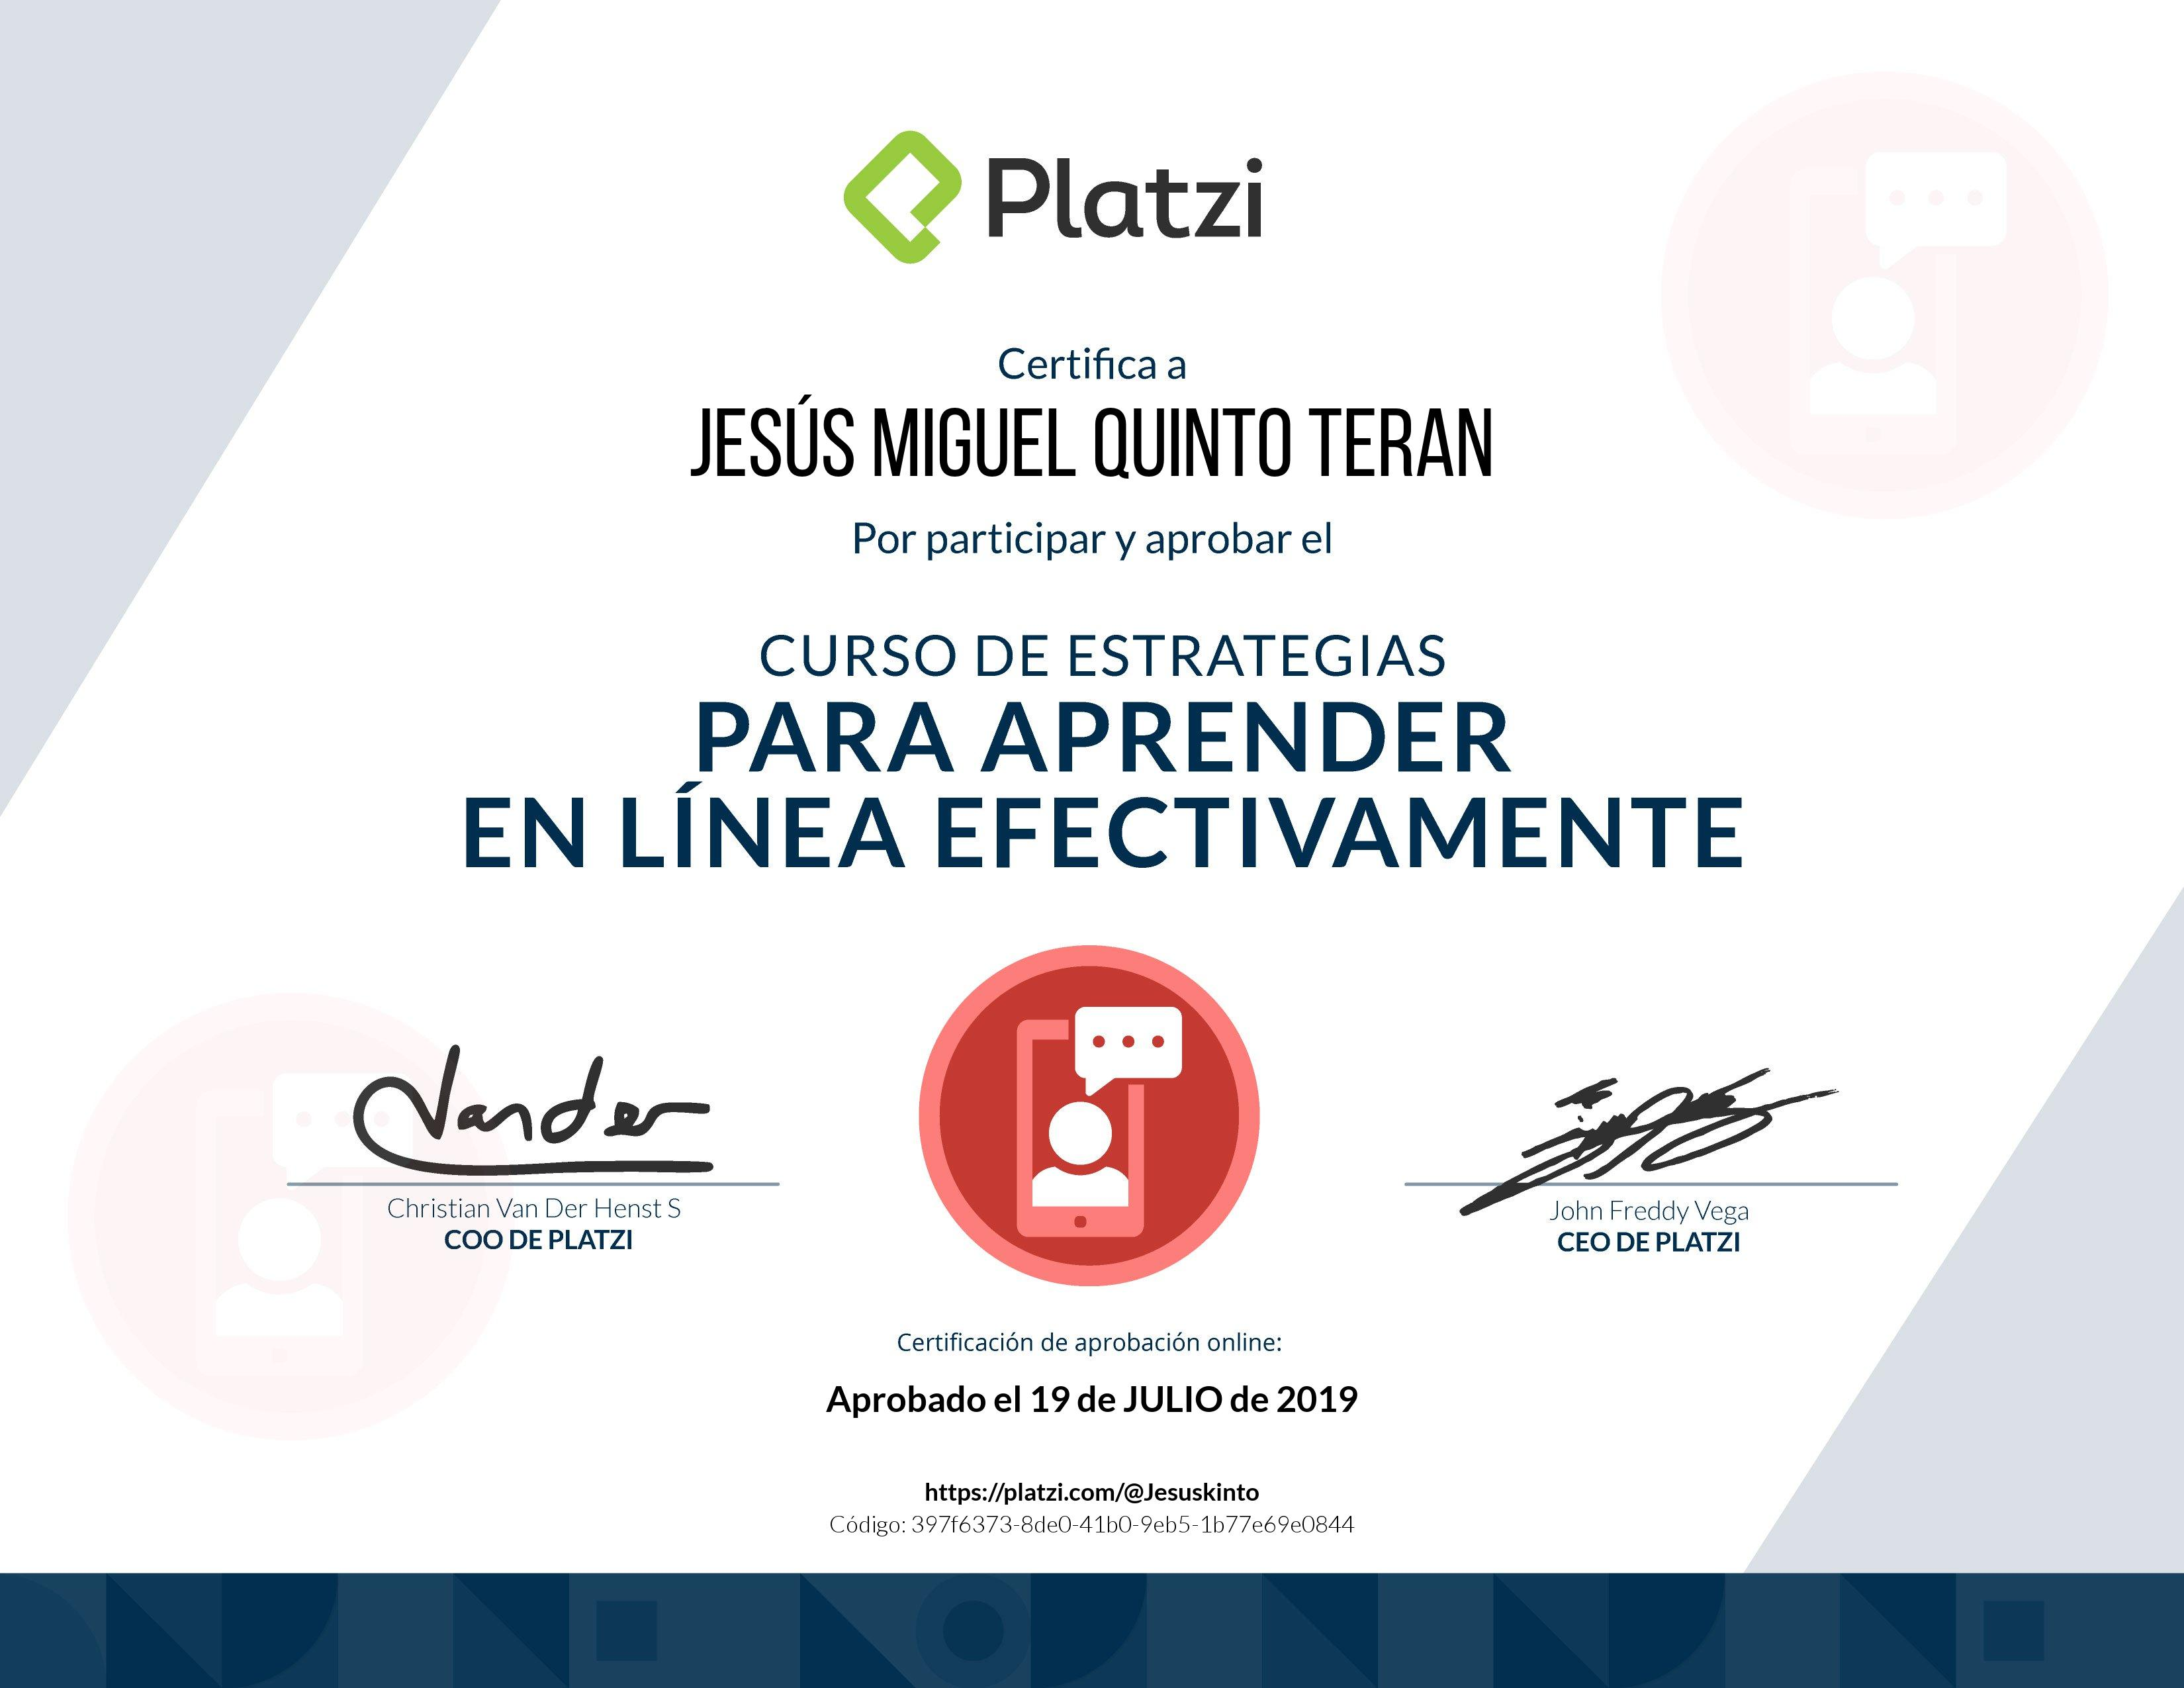 Platzi
Certifica a
JESÚS MIGUEL QUINTO TERAN
Por participar y aprobar el
CURSO DE ESTRATEGIAS
PARA APRENDER
EN LÍNEA EFECTIVAMENTE
Vander
Christian Van Der Henst S
COO DE PLATZI
John Freddy Vega
CEO DE PLATZI
Certificación de aprobación online:
Aprobado el 19 de JULIO de 2019
https://platzi.com/@Jesuskinto
Código: 397f6373-8de0-41b0-9eb5-1b77e69e0844